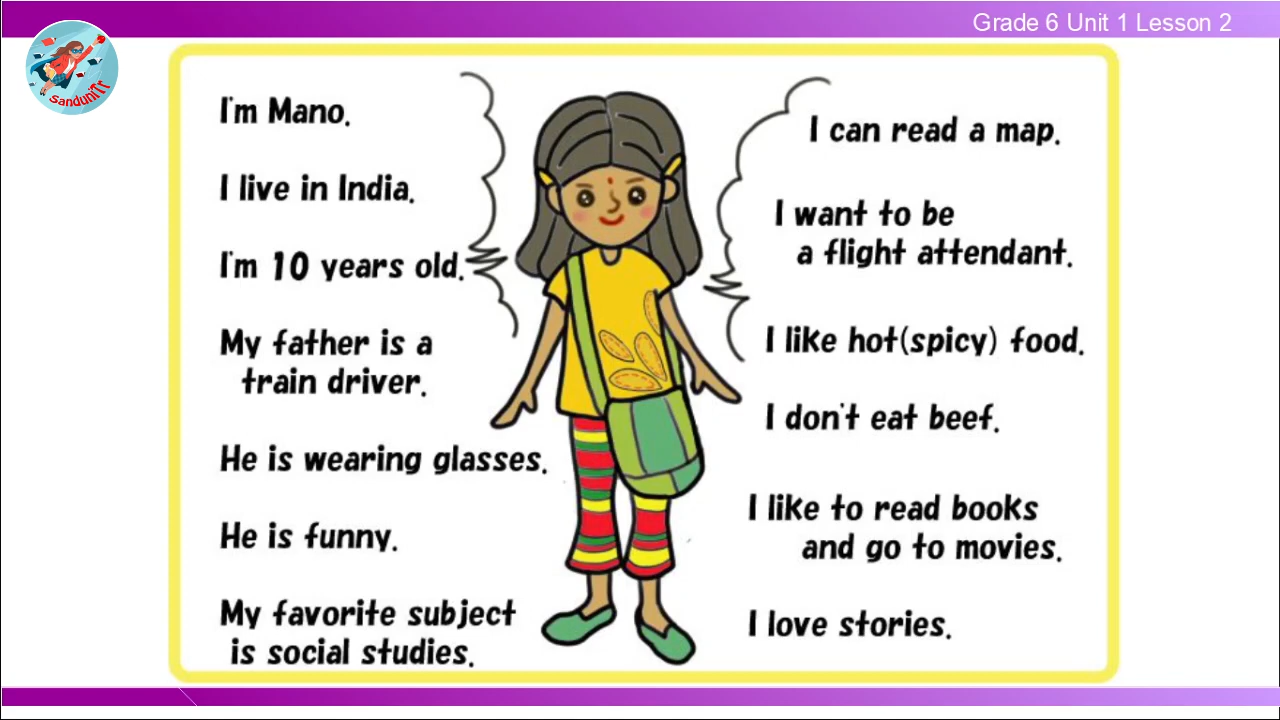 Grade 6 Unit 1 Lesson 2
SanduniTr
I'm Mano.
I live in India.
I'm 10 years old.
My father is a
train driver.
He is wearing glasses.
He is funny.
My favorite subject
is social studies.
I can read a map.
I want to be
a flight attendant.
I like hot(spicy) food.
I don't eat beef.
I like to read books
and go to movies.
I love stories.